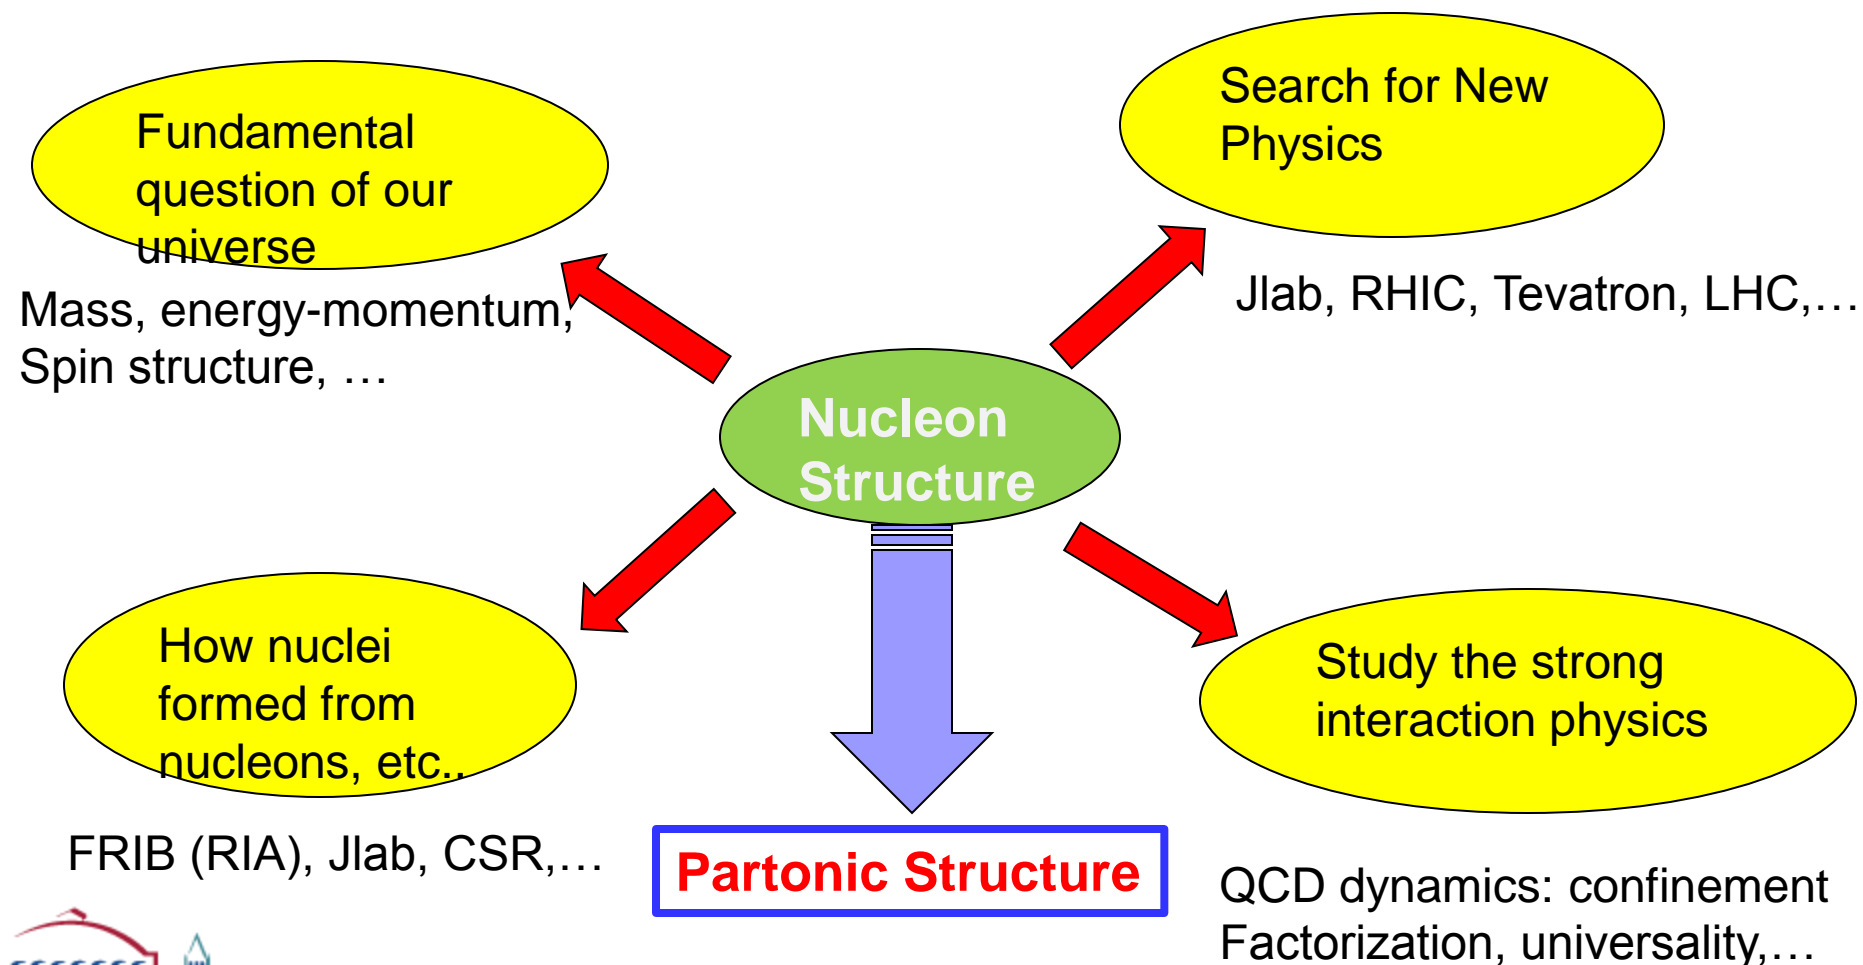 Fundamental
question of our
universe
Mass, energy-momentum,
Spin structure, …
Search for New
Physics
Jlab, RHIC, Tevatron, LHC,…
Nucleon
Structure
How nuclei
formed from
nucleons, etc..
FRIB (RIA), Jlab, CSR,…
Partonic Structure
Study the strong
interaction physics
QCD dynamics: confinement
Factorization, universality,…